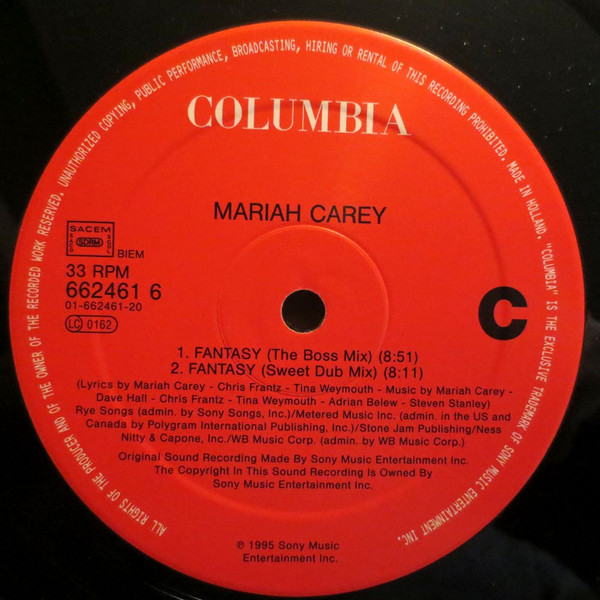 UNAUTHORIZED COPYING, PUBLIC PERFORMANCE, BROADCASTING, HIRING OR RENTAL OF THIS RECORDING PROHIBITED. MADE IN HOLLAND. "COLUMBIA" IS THE EXCLUSIVE TRADEMARK OF SONY MUSIC ENTERTAINMENT INC.
ALL RIGHTS OF THE PRODUCER AND OF THE OWNER OF THE RECORDED WORK RESERVED.
COLUMBIA
MARIAH CAREY
SACEM
SDRM
BIEM
33 RPM
662461 6
01-662461-20
LC 0162
C
1. FANTASY (The Boss Mix) (8:51)
2. FANTASY (Sweet Dub Mix) (8:11)
(Lyrics by Mariah Carey - Chris Frantz - Tina Weymouth - Music by Mariah Carey -
Dave Hall - Chris Frantz - Tina Weymouth - Adrian Belew - Steven Stanley)
Rye Songs (admin. by Sony Songs, Inc.)/Metered Music Inc. (admin. in the US and
Canada by Polygram International Publishing, Inc.)/Stone Jam Publishing/Ness
Nitty & Capone, Inc./WB Music Corp. (admin. by WB Music Corp.)
Original Sound Recording Made By Sony Music Entertainment Inc.
The Copyright In This Sound Recording Is Owned By
Sony Music Entertainment Inc.
℗ 1995 Sony Music
Entertainment Inc.